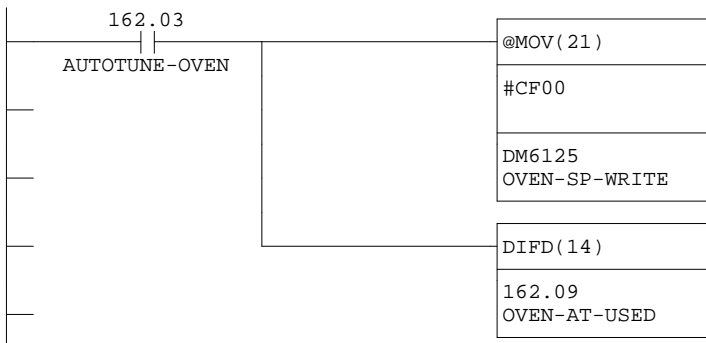 162.03
AUTOTUNE-OVEN
@MOV(21)
#CF00
DM6125
OVEN-SP-WRITE
DIFD(14)
162.09
OVEN-AT-USED